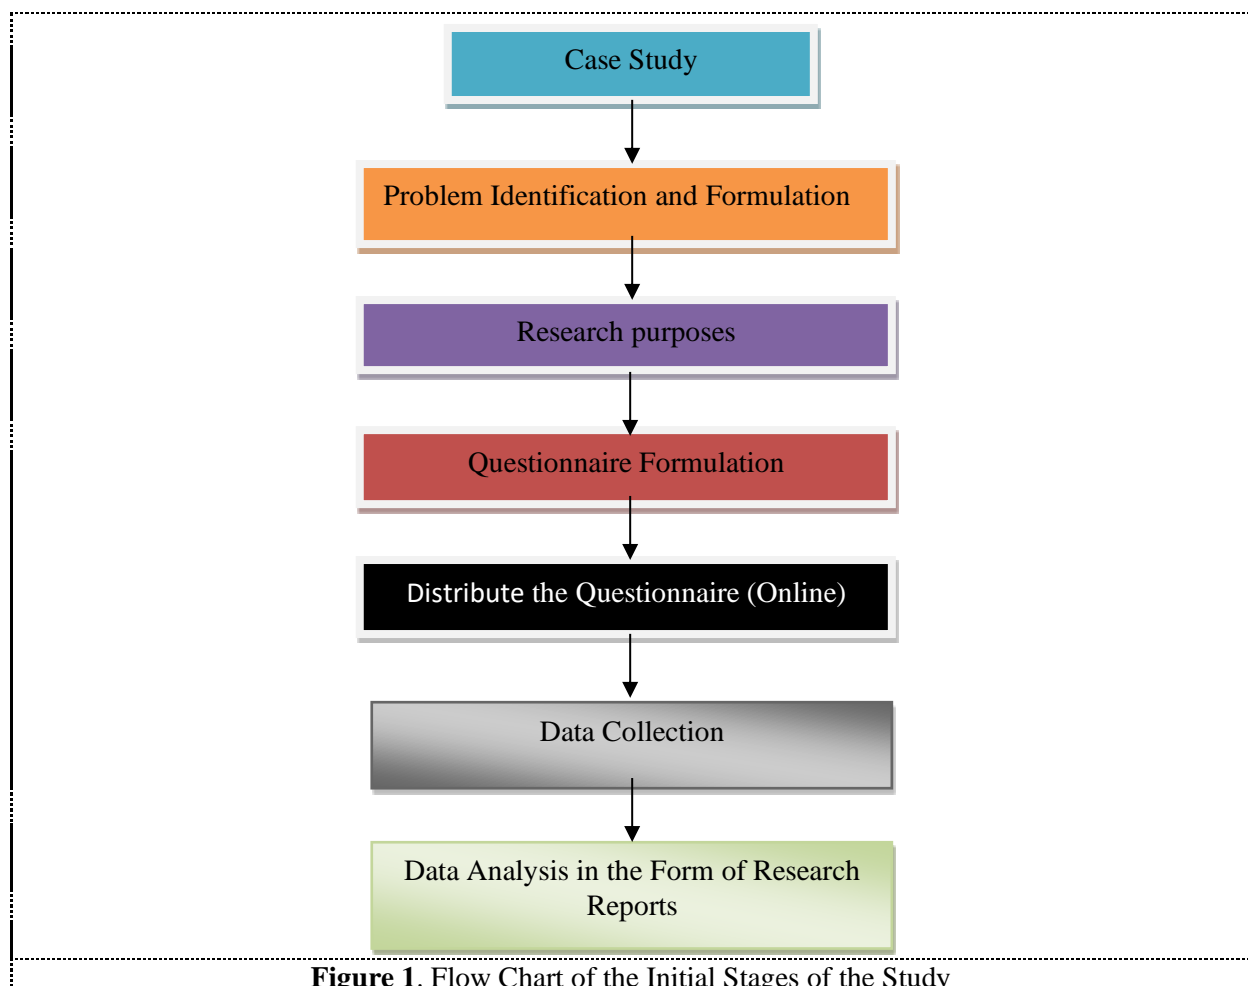 Case Study
Problem Identification and Formulation
Research purposes
Questionnaire Formulation
Distribute the Questionnaire (Online)
Data Collection
Data Analysis in the Form of Research
Reports
Figure 1. Flow Chart of the Initial Stages of the Study